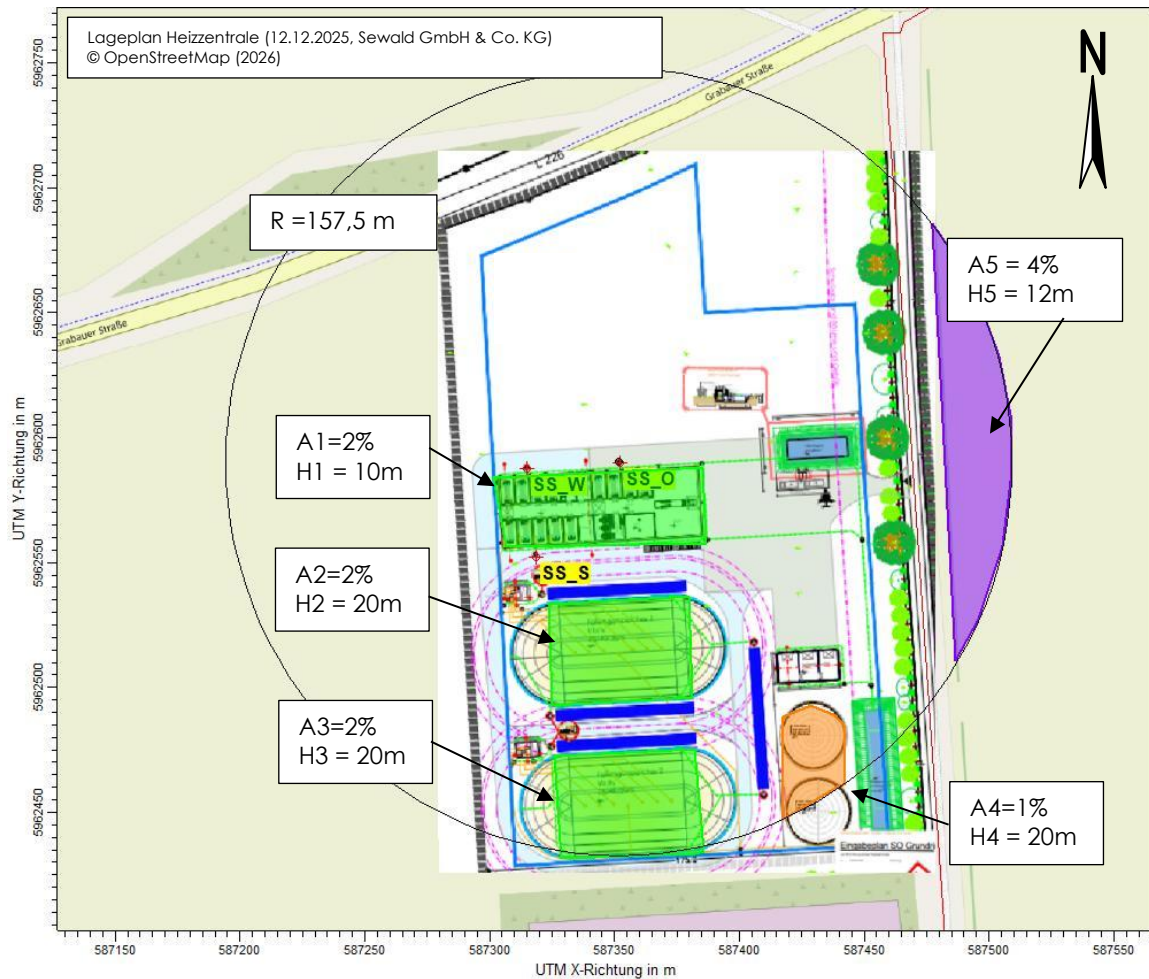 Lageplan Heizzentrale (12.12.2025, Sewald GmbH & Co. KG)
© OpenStreetMap (2026)
Grabauer Straße
N
L 226
R =157,5 m
A5 = 4%
H5 = 12m
Grabauer Straße
A1=2%
H1 = 10m
SS_W
SS_O
A2=2%
H2 = 20m
SS_S
A3=2%
H3 = 20m
A4=1%
H4 = 20m
Eingabeplan SO Grundri
UTM Y-Richtung in m
5962750
5962700
5962650
5962600
5962550
5962500
5962450
587150
587200
587250
587300
587350
587400
587450
587500
587550
UTM X-Richtung in m